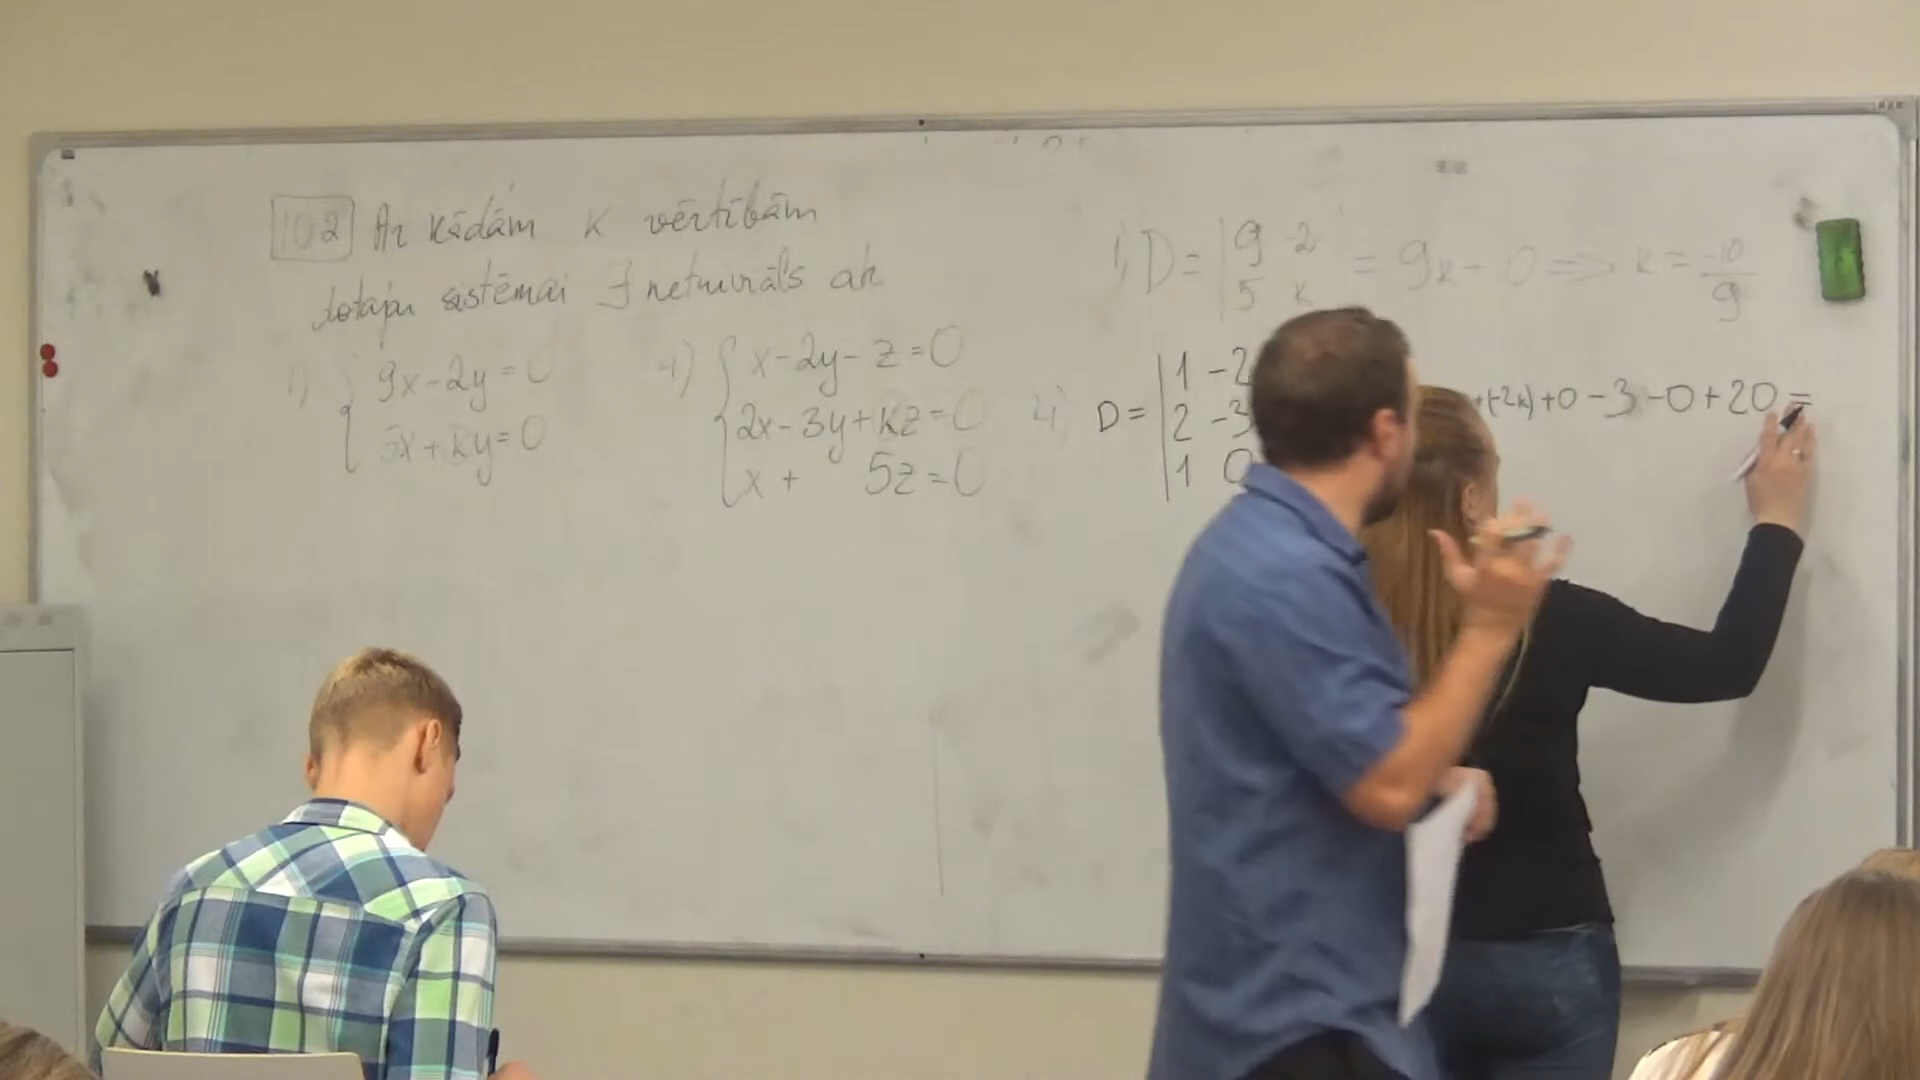 10.2 Ar kādām k vērtībām
dotajai sistēmai ∃ netriviāls atr
1) { 9x-2y=0
5x+ky=0
4) { x-2y-z=0
2x-3y+kz=0
x+ 5z=0
1) D= | 9 -2 = 9k- 0 => k= -10/9
5 k
4) D= | 1 -2 +(-2k)+0-3-0+20=
2 -3
1 0